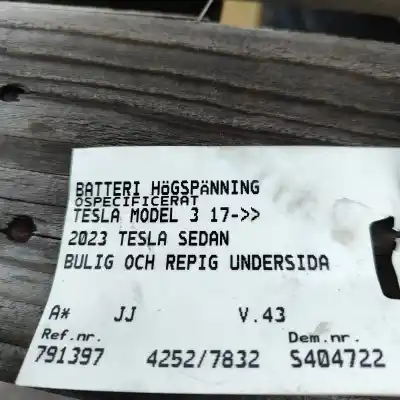 BATTERI HÖGSPÄNNING
OSPECIFICERAT
TESLA MODEL 3 17->>
2023 TESLA SEDAN
BULIG OCH REPIG UNDERSIDA
A* JJ V.43
Ref.nr. Dem.nr.
791397 4252/7832 S404722